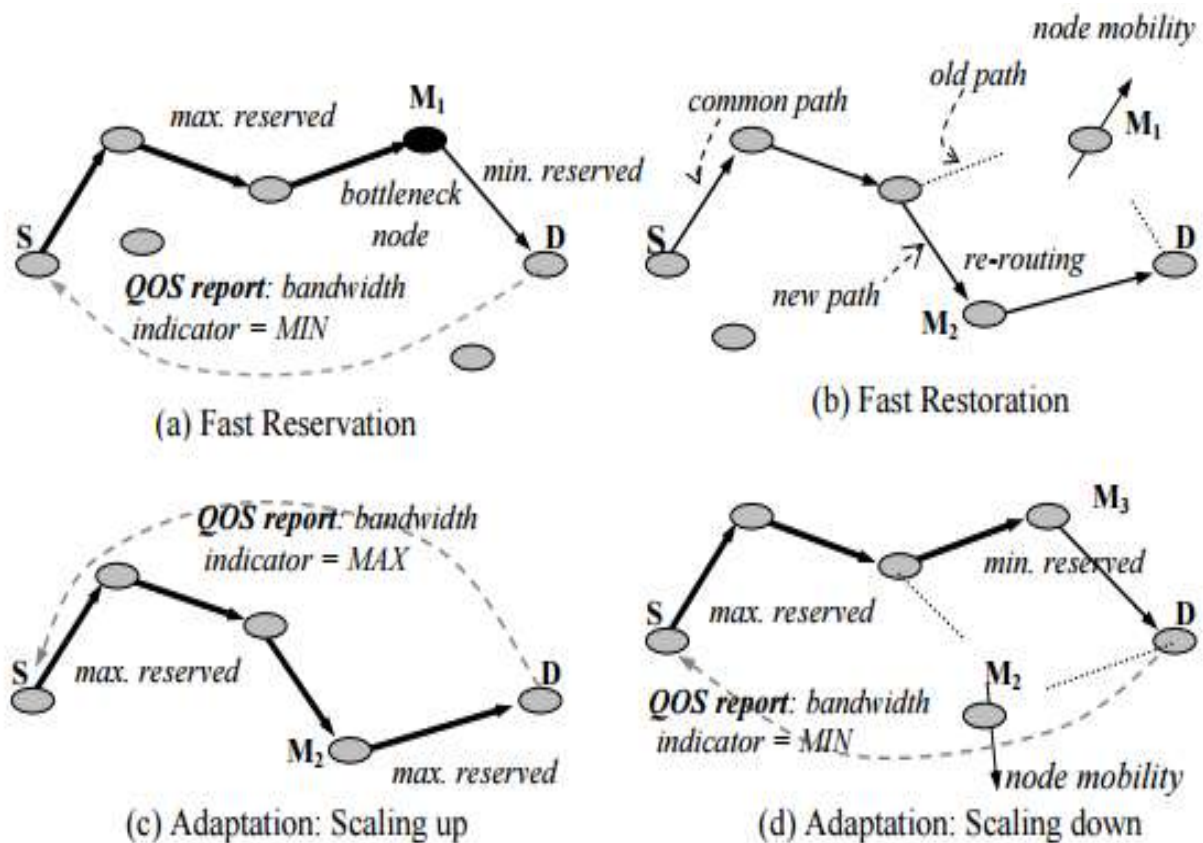 M₁
max. reserved
min. reserved
bottleneck
node
S
D
QOS report: bandwidth
indicator = MIN
(a) Fast Reservation
node mobility
old path
common path
M₁
S
D
re-routing
new path
M₂
(b) Fast Restoration
QOS report: bandwidth
indicator = MAX
S
max. reserved
D
M₂
max. reserved
(c) Adaptation: Scaling up
M₃
min. reserved
max. reserved
S
D
M₂
QOS report: bandwidth
indicator = MIN
node mobility
(d) Adaptation: Scaling down